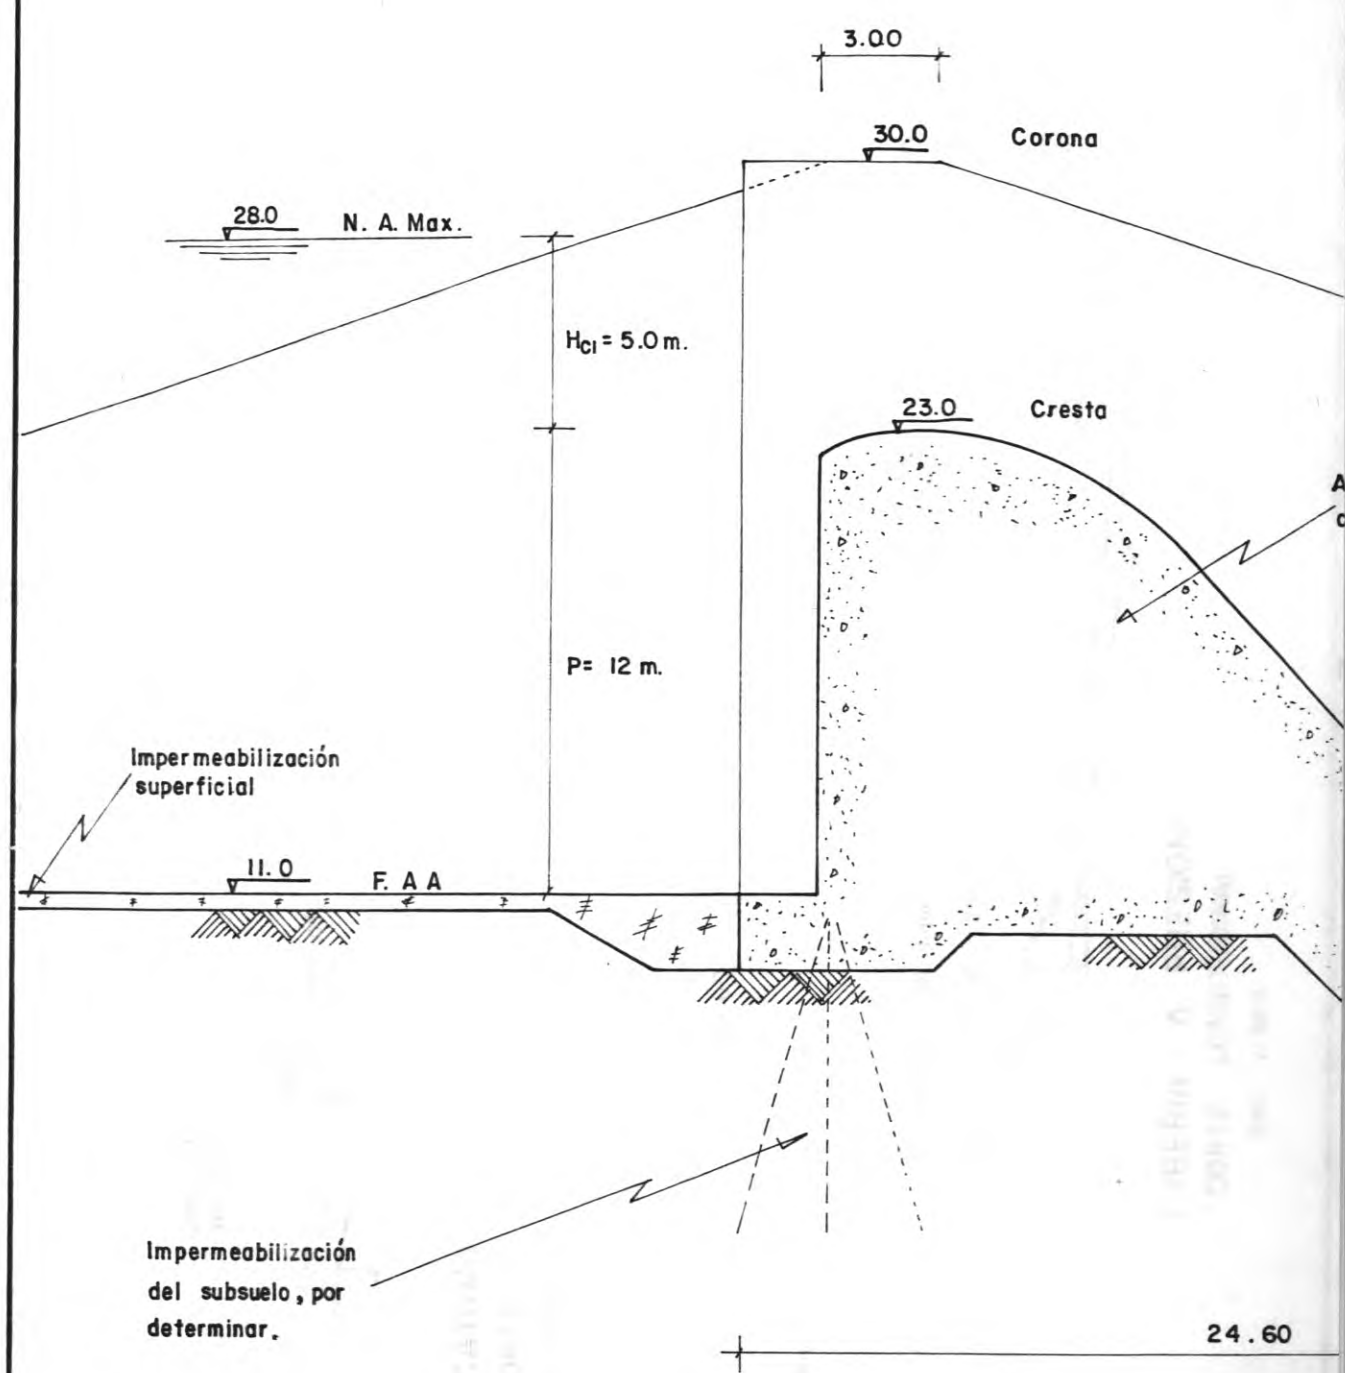 3.00
30.0 Corona
28.0 N. A. Max.
Hc1= 5.0 m.
23.0 Cresta
P= 12 m.
Impermeabilización
superficial
11.0 F. A A
Impermeabilización
del subsuelo, por
determinar.
24.60